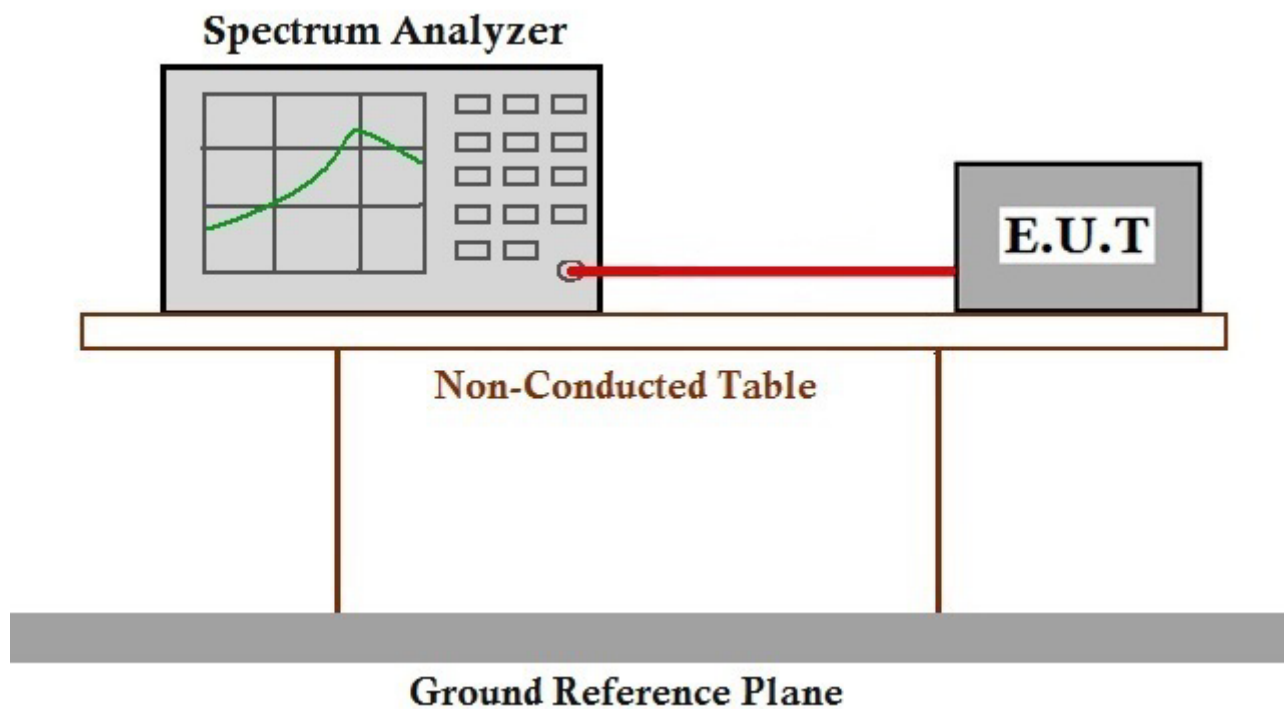 Spectrum Analyzer
E.U.T
Non-Conducted Table
Ground Reference Plane